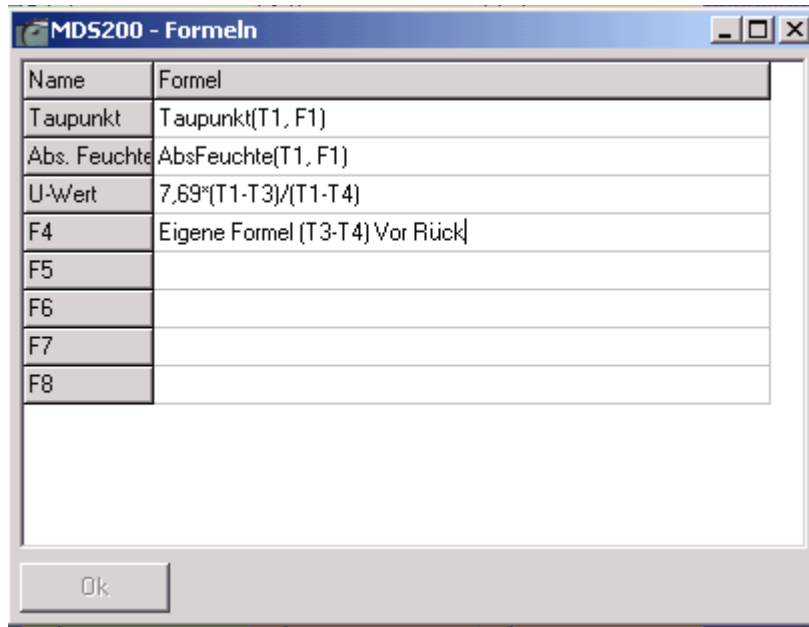 MDS200 - Formeln
Name Formel
Taupunkt Taupunkt(T1, F1)
Abs. Feuchte AbsFeuchte(T1, F1)
U-Wert 7,69*(T1-T3)/(T1-T4)
F4 Eigene Formel (T3-T4) Vor Rück
F5
F6
F7
F8
Ok